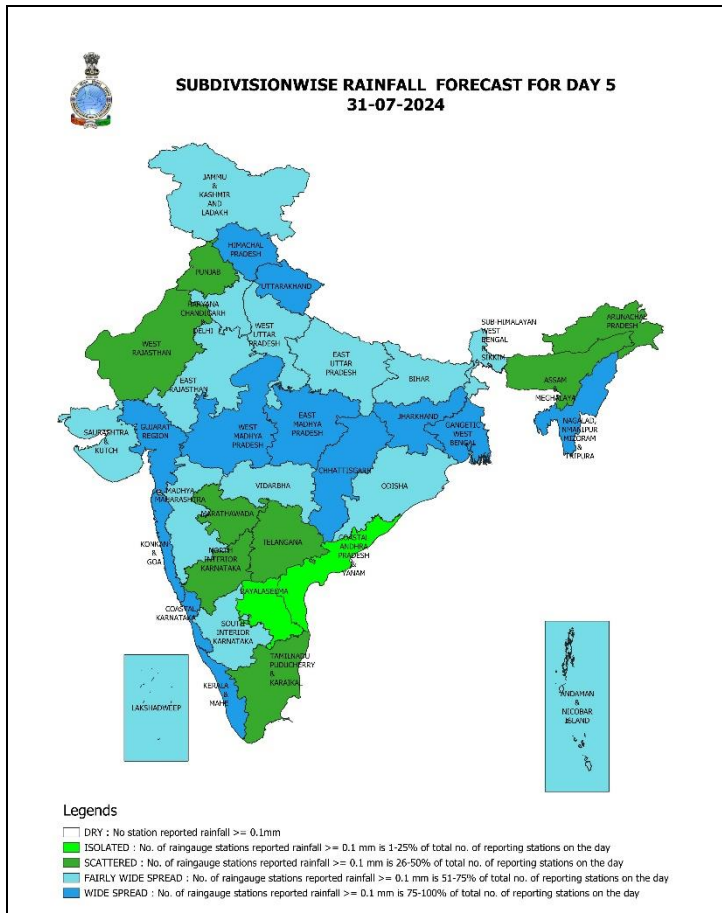 SUBDIVISIONWISE RAINFALL FORECAST FOR DAY 5
31-07-2024
JAMMU
&
KASHMIR
AND
LADAKH
HIMACHAL
PRADESH
PUNJAB
UTTARAKHAND
HARYANA
CHANDIGARH
&
DELHI
WEST
RAJASTHAN
WEST
UTTAR
PRADESH
EAST
UTTAR
PRADESH
EAST
RAJASTHAN
BIHAR
SUB-HIMALAYAN
WEST
BENGAL
&
SIKKIM
ARUNACHAL
PRADESH
ASSAM
&
MEGHALAYA
NAGALAD,
NMANIPUR
MIZORAM
&
TRIPURA
SAURASHTRA
&
KUTCH
GUJARAT
REGION
WEST
MADHYA
PRADESH
EAST
MADHYA
PRADESH
JHARKHAND
GANGETIC
WEST
BENGAL
CHHATTISGARH
ODISHA
VIDARBHA
MADHYA
MAHARASHTRA
MARATHAWADA
TELANGANA
COASTAL
ANDHRA
PRADESH
&
YANAM
KONKAN
&
GOA
NORTH
INTERIOR
KARNATAKA
RAYALASEEMA
COASTAL
KARNATAKA
SOUTH
INTERIOR
KARNATAKA
TAMILNADU
PUDUCHERRY
&
KARAIKAL
KERALA
&
MAHE
LAKSHADWEEP
ANDAMAN
&
NICOBAR
ISLAND
Legends
DRY : No station reported rainfall >= 0.1mm
ISOLATED : No. of raingauge stations reported rainfall >= 0.1 mm is 1-25% of total no. of reporting stations on the day
SCATTERED : No. of raingauge stations reported rainfall >= 0.1 mm is 26-50% of total no. of reporting stations on the day
FAIRLY WIDE SPREAD : No. of raingauge stations reported rainfall >= 0.1 mm is 51-75% of total no. of reporting stations on the day
WIDE SPREAD : No. of raingauge stations reported rainfall >= 0.1 mm is 75-100% of total no. of reporting stations on the day